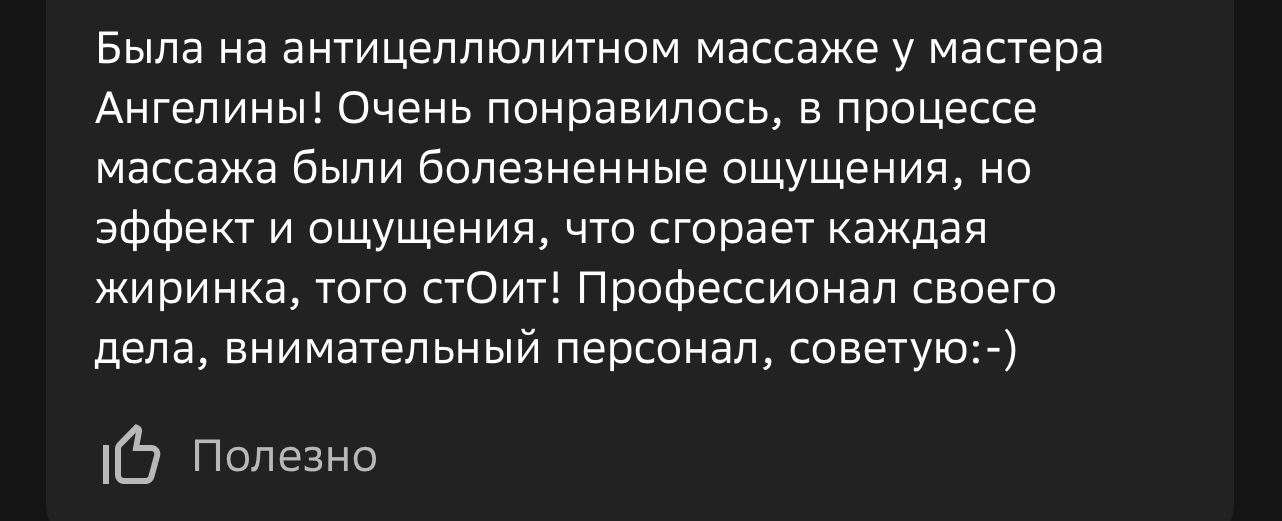 Была на антицеллюлитном массаже у мастера
Ангелины! Очень понравилось, в процессе
массажа были болезненные ощущения, но
эффект и ощущения, что сгорает каждая
жиринка, того стОит! Профессионал своего
дела, внимательный персонал, советую:-)
Полезно